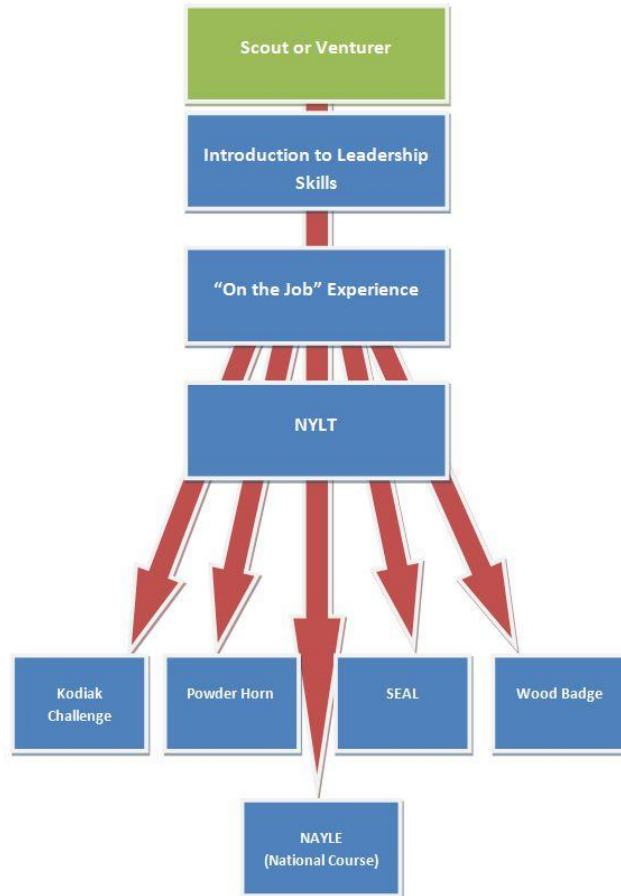 Scout or Venturer
Introduction to Leadership
Skills
“On the Job” Experience
NYLT
Kodiak
Challenge
Powder Horn
SEAL
Wood Badge
NAYLE
(National Course)